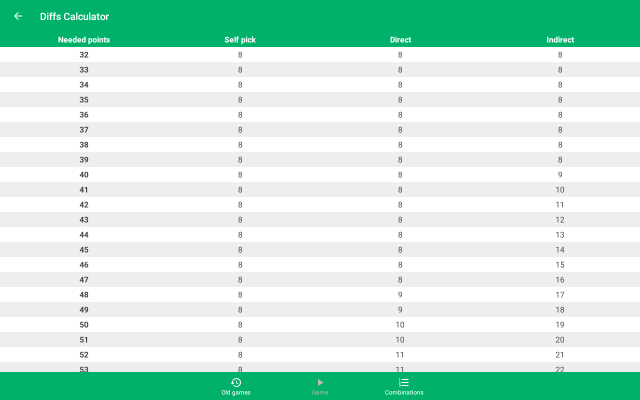 Diffs Calculator
Needed points Self pick Direct Indirect
32 8 8 8
33 8 8 8
34 8 8 8
35 8 8 8
36 8 8 8
37 8 8 8
38 8 8 8
39 8 8 8
40 8 8 9
41 8 8 10
42 8 8 11
43 8 8 12
44 8 8 13
45 8 8 14
46 8 8 15
47 8 8 16
48 8 9 17
49 8 9 18
50 8 10 19
51 8 10 20
52 8 11 21
53 8 11 22
Old games Game Combinations